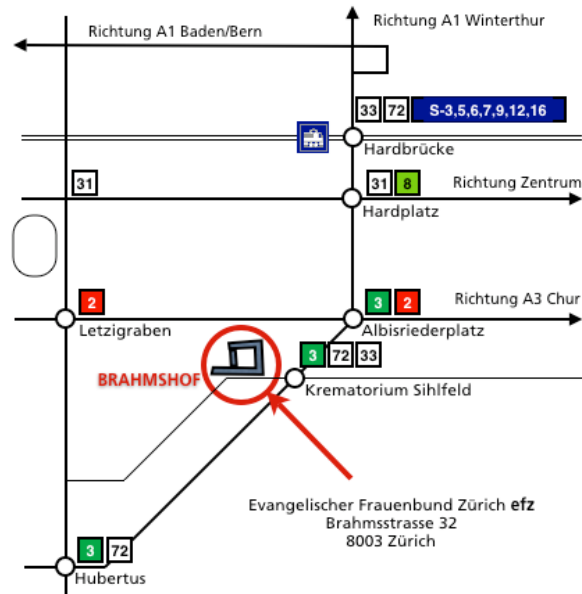 Richtung A1 Winterthur
Richtung A1 Baden/Bern
33 72 S-3,5,6,7,9,12,16
Hardbrücke
31
31 8 Richtung Zentrum
Hardplatz
2
3 2 Richtung A3 Chur
Letzigraben
Albisriederplatz
3 72 33
BRAHMSHOF
Krematorium Sihlfeld
Evangelischer Frauenbund Zürich efz
Brahmsstrasse 32
8003 Zürich
3 72
Hubertus